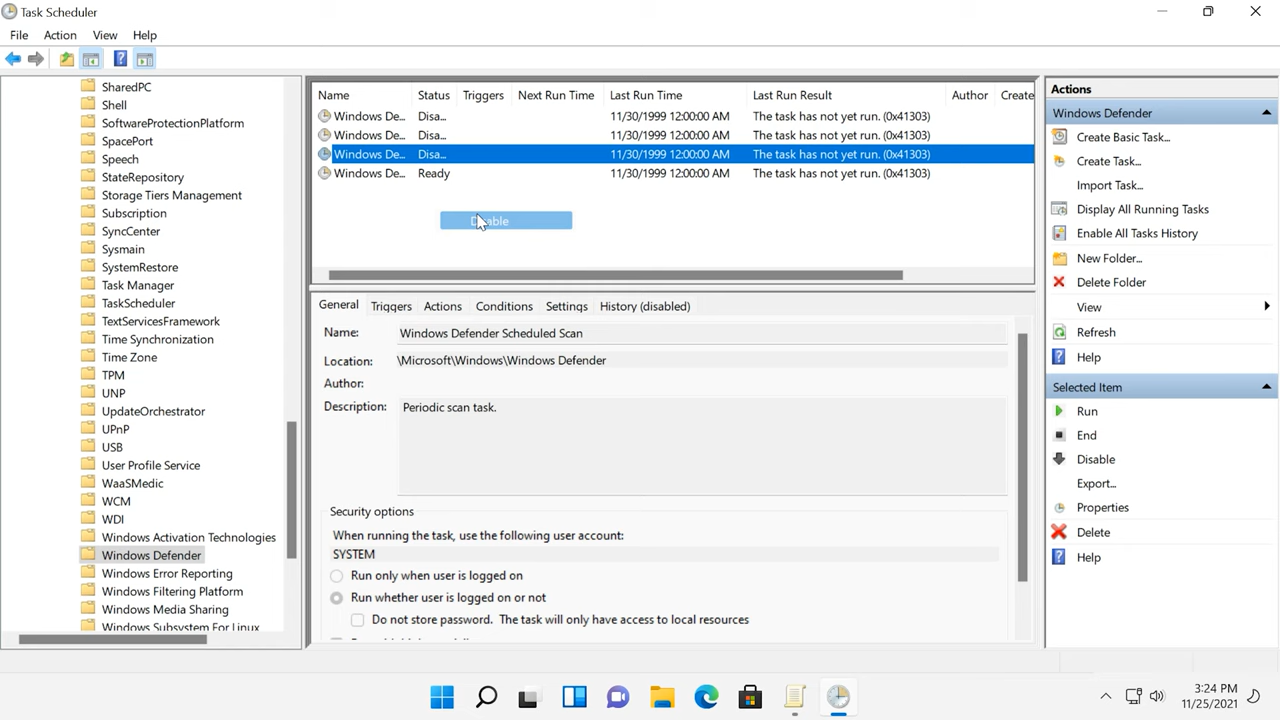 Task Scheduler
File Action View Help
SharedPC
Shell
SoftwareProtectionPlatform
SpacePort
Speech
StateRepository
Storage Tiers Management
Subscription
SyncCenter
Sysmain
SystemRestore
Task Manager
TaskScheduler
TextServicesFramework
Time Synchronization
Time Zone
TPM
UNP
UpdateOrchestrator
UPnP
USB
User Profile Service
WaaSMedic
WCM
WDI
Windows Activation Technologies
Windows Defender
Windows Error Reporting
Windows Filtering Platform
Windows Media Sharing
Windows Subsystem For Linux
Name Status Triggers Next Run Time Last Run Time Last Run Result Author Create
Windows De... Disa... 11/30/1999 12:00:00 AM The task has not yet run. (0x41303)
Windows De... Disa... 11/30/1999 12:00:00 AM The task has not yet run. (0x41303)
Windows De... Disa... 11/30/1999 12:00:00 AM The task has not yet run. (0x41303)
Windows De... Ready 11/30/1999 12:00:00 AM The task has not yet run. (0x41303)
Disable
General Triggers Actions Conditions Settings History (disabled)
Name: Windows Defender Scheduled Scan
Location: \Microsoft\Windows\Windows Defender
Author:
Description: Periodic scan task.
Security options
When running the task, use the following user account:
SYSTEM
Run only when user is logged on
Run whether user is logged on or not
Do not store password. The task will only have access to local resources
Actions
Windows Defender
Create Basic Task...
Create Task...
Import Task...
Display All Running Tasks
Enable All Tasks History
New Folder...
Delete Folder
View
Refresh
Help
Selected Item
Run
End
Disable
Export...
Properties
Delete
Help
3:24 PM
11/25/2021